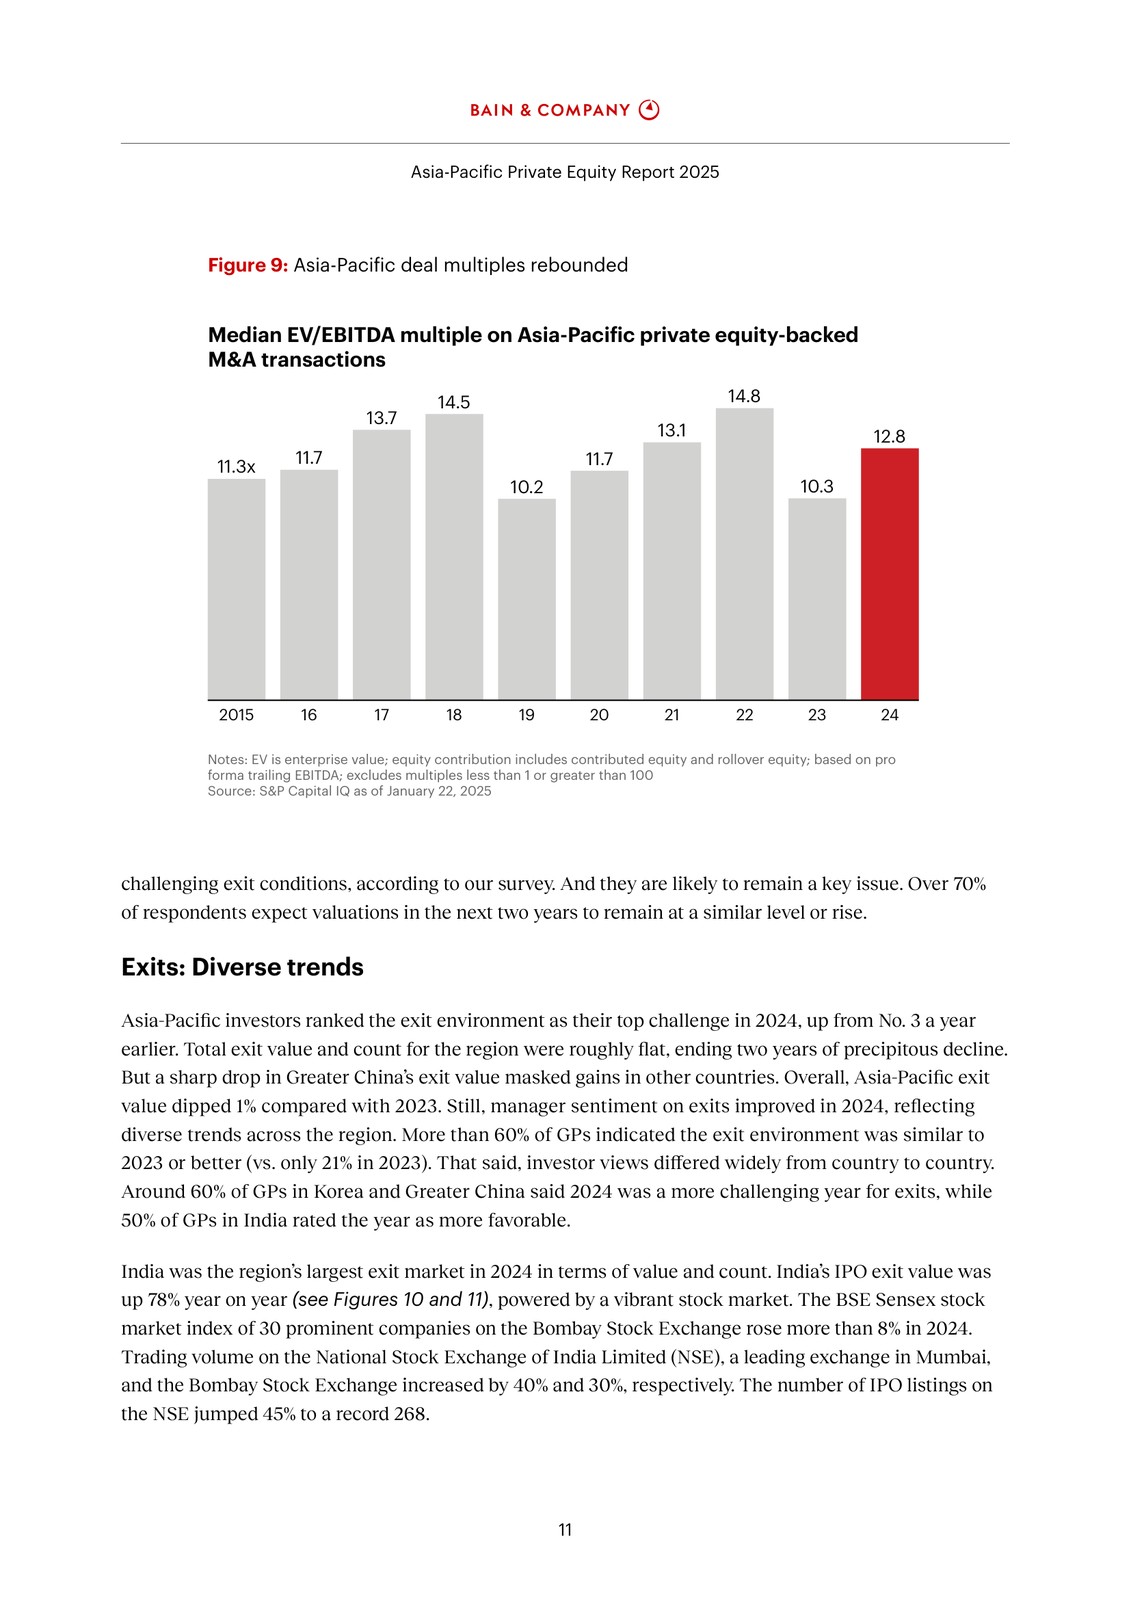 BAIN & COMPANY
Asia-Pacific Private Equity Report 2025
Figure 9: Asia-Pacific deal multiples rebounded
Median EV/EBITDA multiple on Asia-Pacific private equity-backed
M&A transactions
11.3x 11.7 13.7 14.5 10.2 11.7 13.1 14.8 10.3 12.8
2015 16 17 18 19 20 21 22 23 24
Notes: EV is enterprise value; equity contribution includes contributed equity and rollover equity; based on pro
forma trailing EBITDA; excludes multiples less than 1 or greater than 100
Source: S&P Capital IQ as of January 22, 2025
challenging exit conditions, according to our survey. And they are likely to remain a key issue. Over 70%
of respondents expect valuations in the next two years to remain at a similar level or rise.
Exits: Diverse trends
Asia-Pacific investors ranked the exit environment as their top challenge in 2024, up from No. 3 a year
earlier. Total exit value and count for the region were roughly flat, ending two years of precipitous decline.
But a sharp drop in Greater China's exit value masked gains in other countries. Overall, Asia-Pacific exit
value dipped 1% compared with 2023. Still, manager sentiment on exits improved in 2024, reflecting
diverse trends across the region. More than 60% of GPs indicated the exit environment was similar to
2023 or better (vs. only 21% in 2023). That said, investor views differed widely from country to country.
Around 60% of GPs in Korea and Greater China said 2024 was a more challenging year for exits, while
50% of GPs in India rated the year as more favorable.
India was the region's largest exit market in 2024 in terms of value and count. India's IPO exit value was
up 78% year on year (see Figures 10 and 11), powered by a vibrant stock market. The BSE Sensex stock
market index of 30 prominent companies on the Bombay Stock Exchange rose more than 8% in 2024.
Trading volume on the National Stock Exchange of India Limited (NSE), a leading exchange in Mumbai,
and the Bombay Stock Exchange increased by 40% and 30%, respectively. The number of IPO listings on
the NSE jumped 45% to a record 268.
11